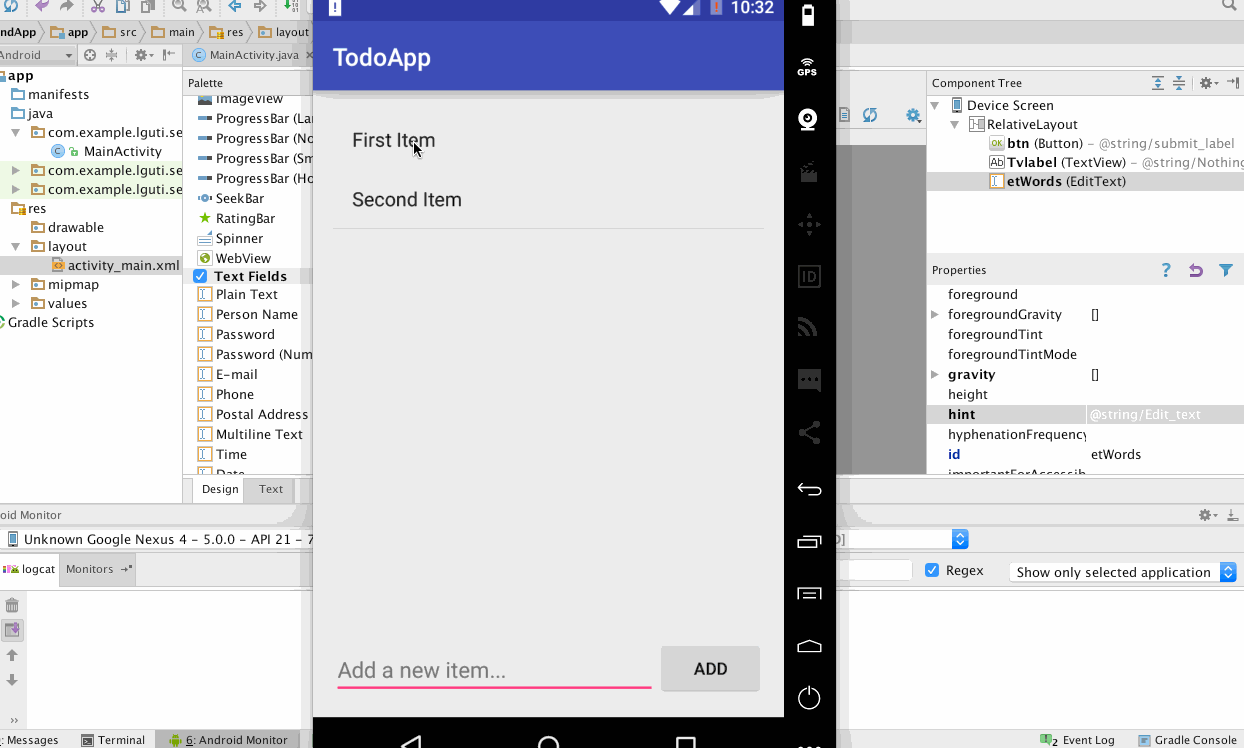 10:32
TodoApp
First Item
Second Item
Add a new item...
ADD
GPS
ID
ndApp
app
src
main
res
layout
Android
MainActivity.java
app
manifests
java
com.example.lguti.se
MainActivity
com.example.lguti.se
com.example.lguti.se
res
drawable
layout
activity_main.xml
mipmap
values
Gradle Scripts
Palette
ImageView
ProgressBar (La
ProgressBar (No
ProgressBar (Sm
ProgressBar (Ho
SeekBar
RatingBar
Spinner
WebView
Text Fields
Plain Text
Person Name
Password
Password (Num
E-mail
Phone
Postal Address
Multiline Text
Time
Date
Design
Text
Component Tree
Device Screen
RelativeLayout
OK
btn (Button) - @string/submit_label
Ab
Tvlabel (TextView) - @string/Nothing
etWords (EditText)
Properties
?
foreground
foregroundGravity []
foregroundTint
foregroundTintMode
gravity []
height
hint @string/Edit_text
hyphenationFrequency
id etWords
importantForAccessib
oid Monitor
Unknown Google Nexus 4 - 5.0.0 - API 21 - 7
logcat
Monitors
Regex
Show only selected application
: Messages
Terminal
6: Android Monitor
2 Event Log
Gradle Console